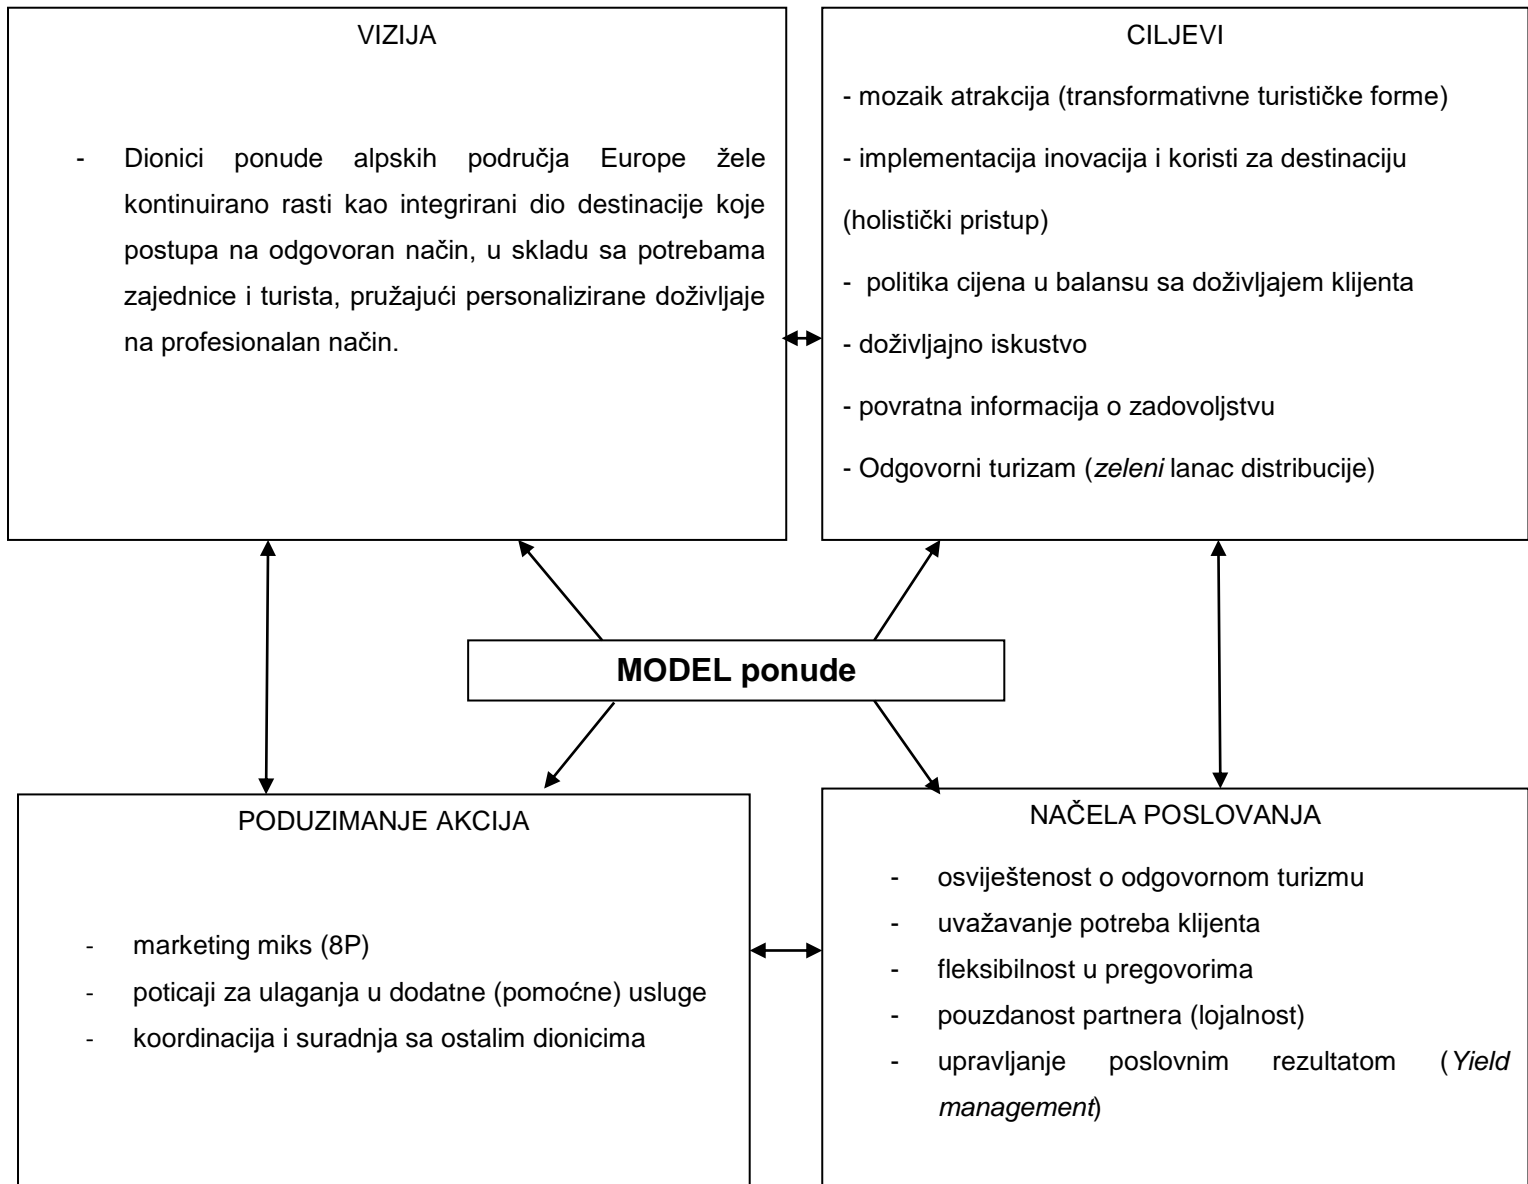 VIZIJA
- Dionici ponude alpskih područja Europe žele
kontinuirano rasti kao integrirani dio destinacije koje
postupa na odgovoran način, u skladu sa potrebama
zajednice i turista, pružajući personalizirane doživljaje
na profesionalan način.
CILJEVI
- mozaik atrakcija (transformativne turističke forme)
- implementacija inovacija i koristi za destinaciju
(holistički pristup)
- politika cijena u balansu sa doživljajem klijenta
- doživljajno iskustvo
- povratna informacija o zadovoljstvu
- Odgovorni turizam (zeleni lanac distribucije)
MODEL ponude
PODUZIMANJE AKCIJA
- marketing miks (8P)
- poticaji za ulaganja u dodatne (pomoćne) usluge
- koordinacija i suradnja sa ostalim dionicima
NAČELA POSLOVANJA
- osviještenost o odgovornom turizmu
- uvažavanje potreba klijenta
- fleksibilnost u pregovorima
- pouzdanost partnera (lojalnost)
- upravljanje poslovnim rezultatom (Yield
management)